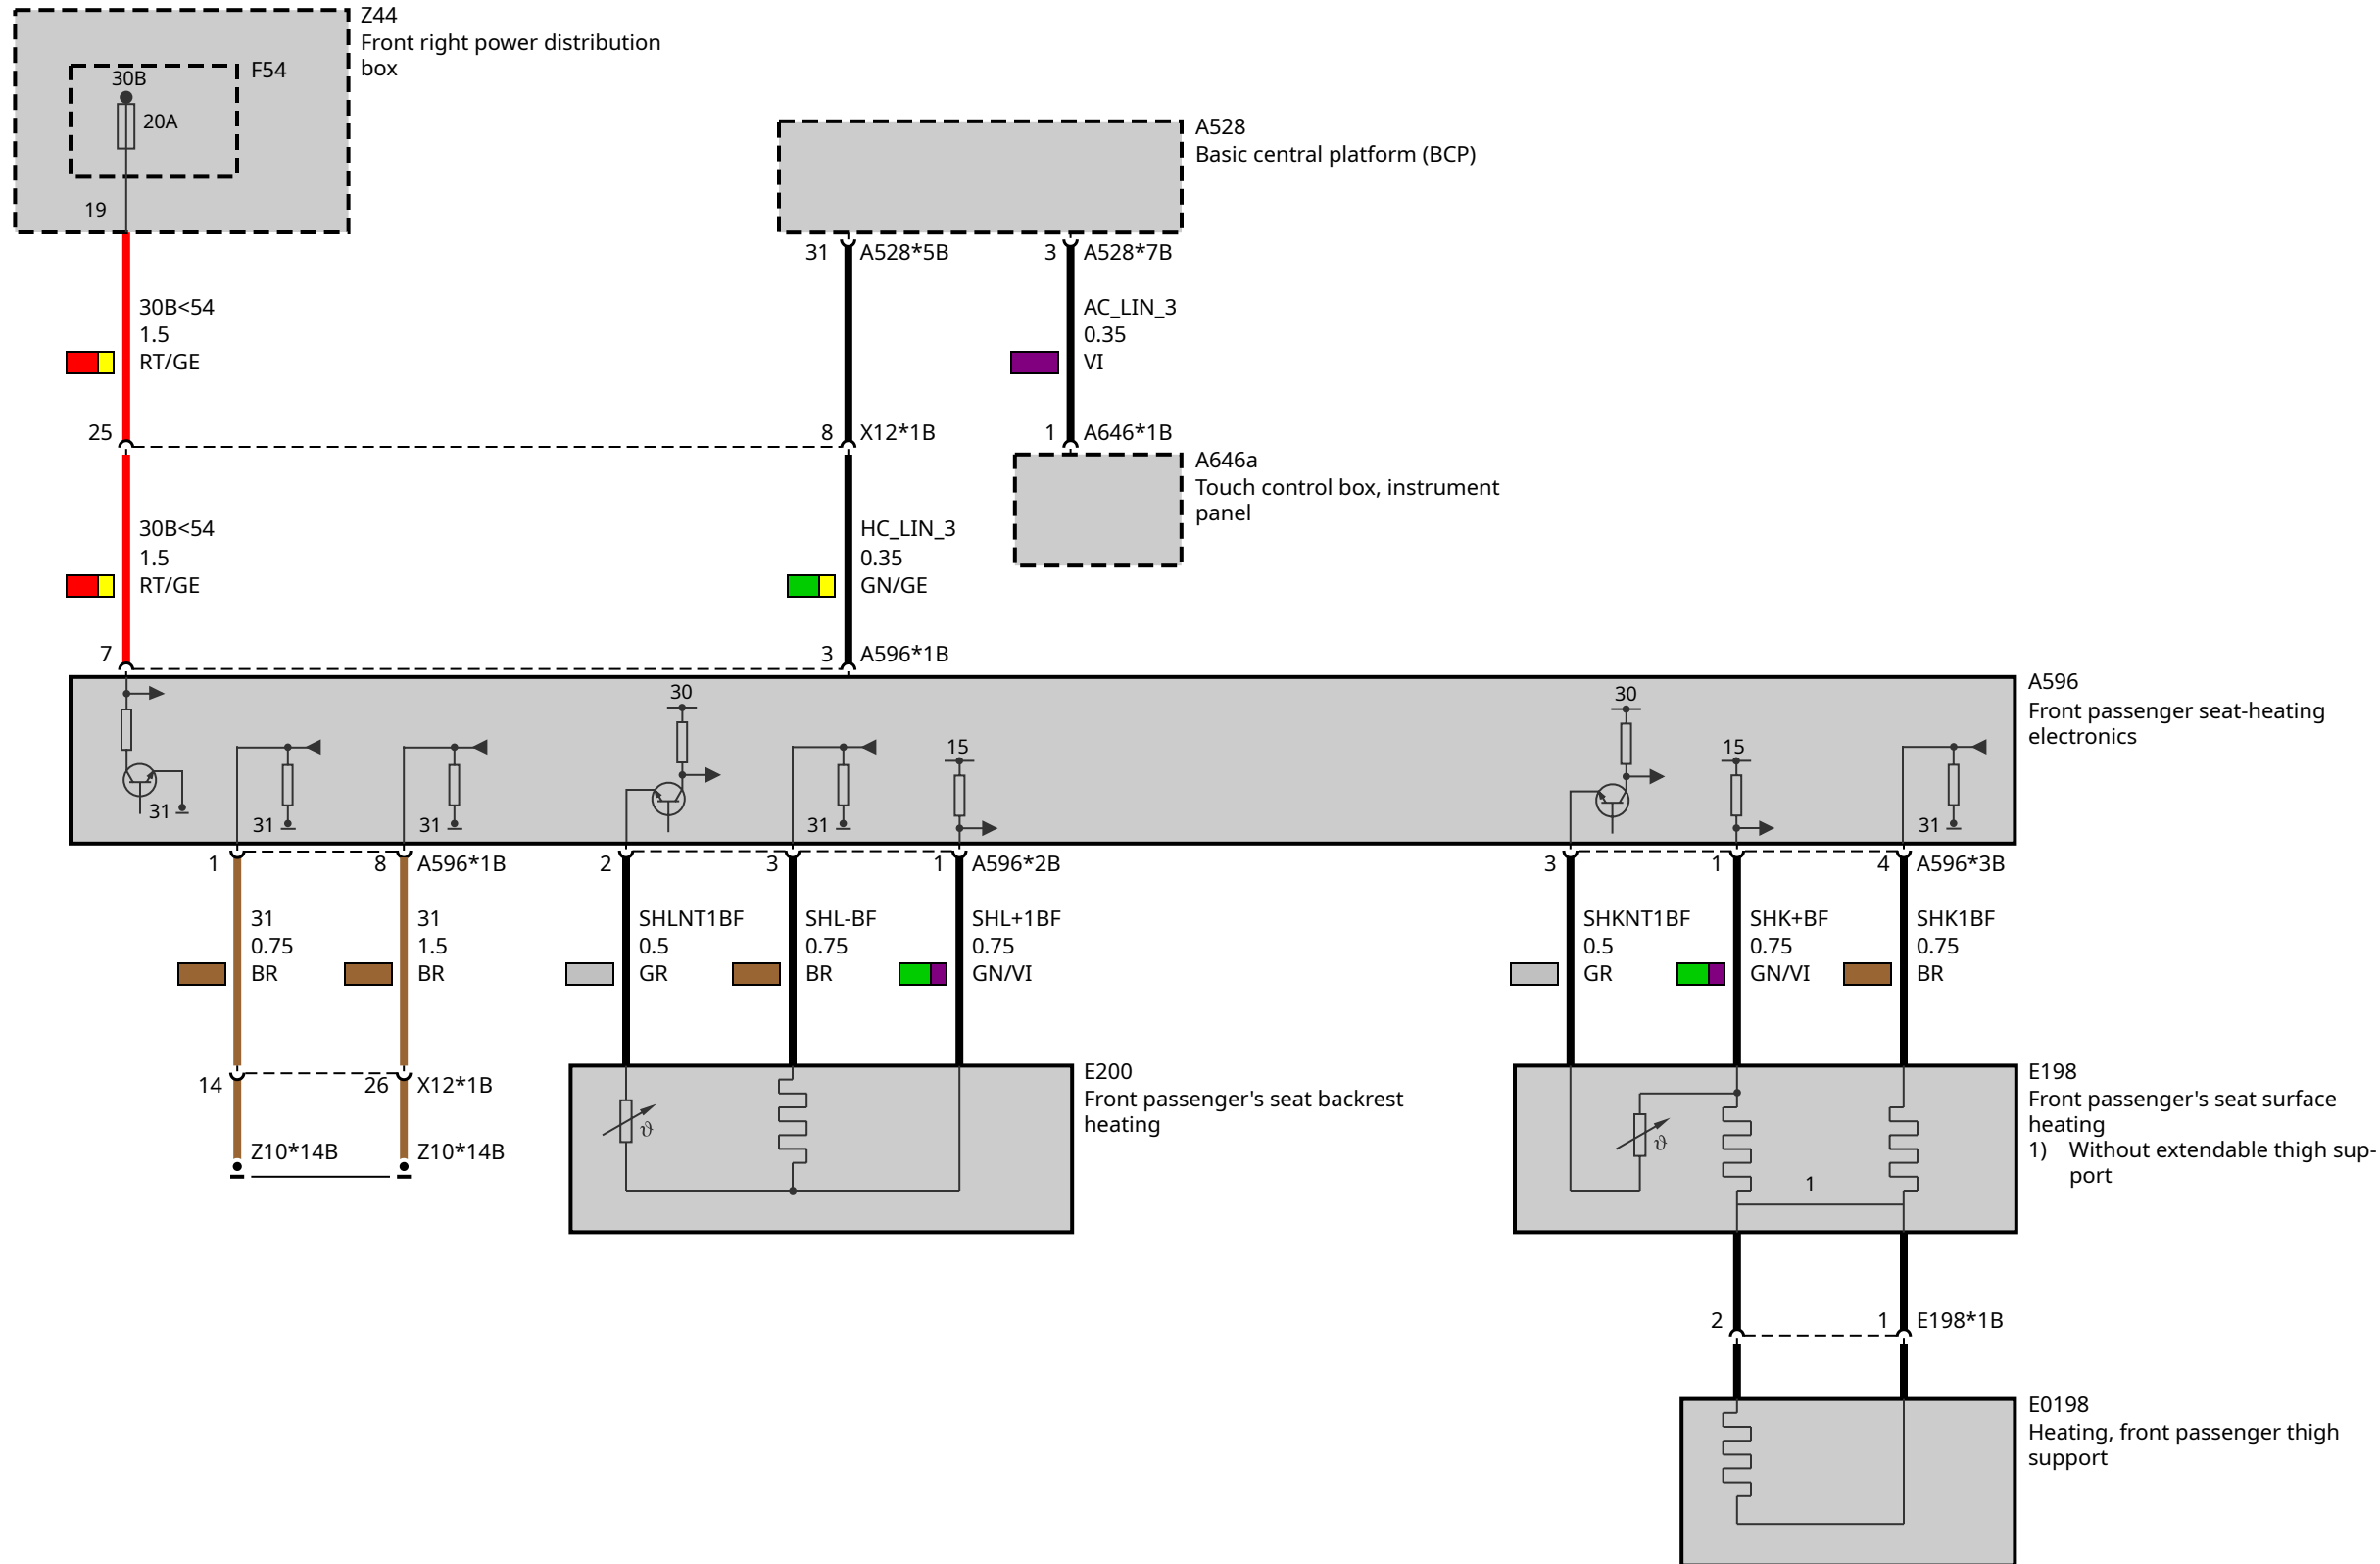 Z44
Front right power distribution
box
F54
30B
20A
19
A528
Basic central platform (BCP)
31
A528*5B
3
A528*7B
30B<54
1.5
RT/GE
AC_LIN_3
0.35
VI
25
8
X12*1B
1
A646*1B
A646a
Touch control box, instrument
panel
30B<54
1.5
RT/GE
HC_LIN_3
0.35
GN/GE
7
3
A596*1B
A596
Front passenger seat-heating
electronics
30
30
15
15
31
31
31
31
31
1
8
A596*1B
2
3
1
A596*2B
3
1
4
A596*3B
31
0.75
BR
31
1.5
BR
SHLNT1BF
0.5
GR
SHL-BF
0.75
BR
SHL+1BF
0.75
GN/VI
SHKNT1BF
0.5
GR
SHK+BF
0.75
GN/VI
SHK1BF
0.75
BR
14
26
X12*1B
Z10*14B
Z10*14B
ϑ
E200
Front passenger's seat backrest
heating
ϑ
1
E198
Front passenger's seat surface
heating
1) Without extendable thigh sup-
port
2
1
E198*1B
E0198
Heating, front passenger thigh
support